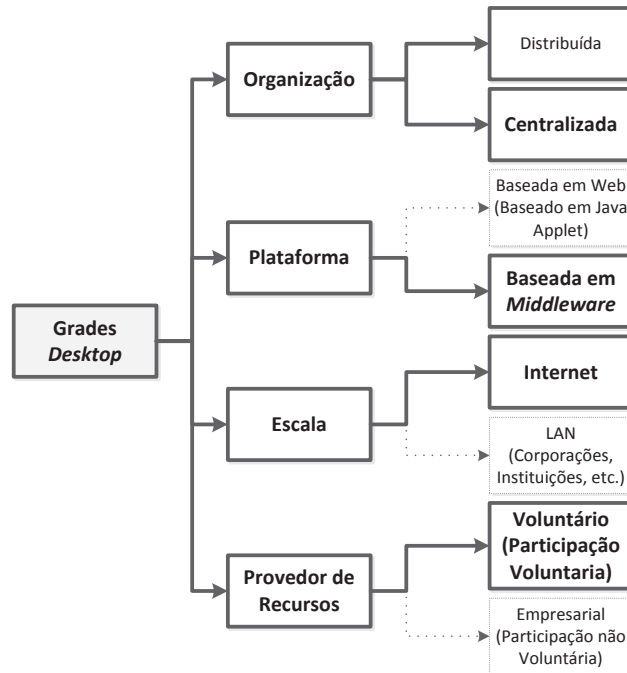 Grades
Desktop
Organização
Distribuída
Centralizada
Plataforma
Baseada em Web
(Baseado em Java
Applet)
Baseada em
Middleware
Escala
Internet
LAN
(Corporações,
Instituições, etc.)
Provedor de
Recursos
Voluntário
(Participação
Voluntaria)
Empresarial
(Participação não
Voluntária)